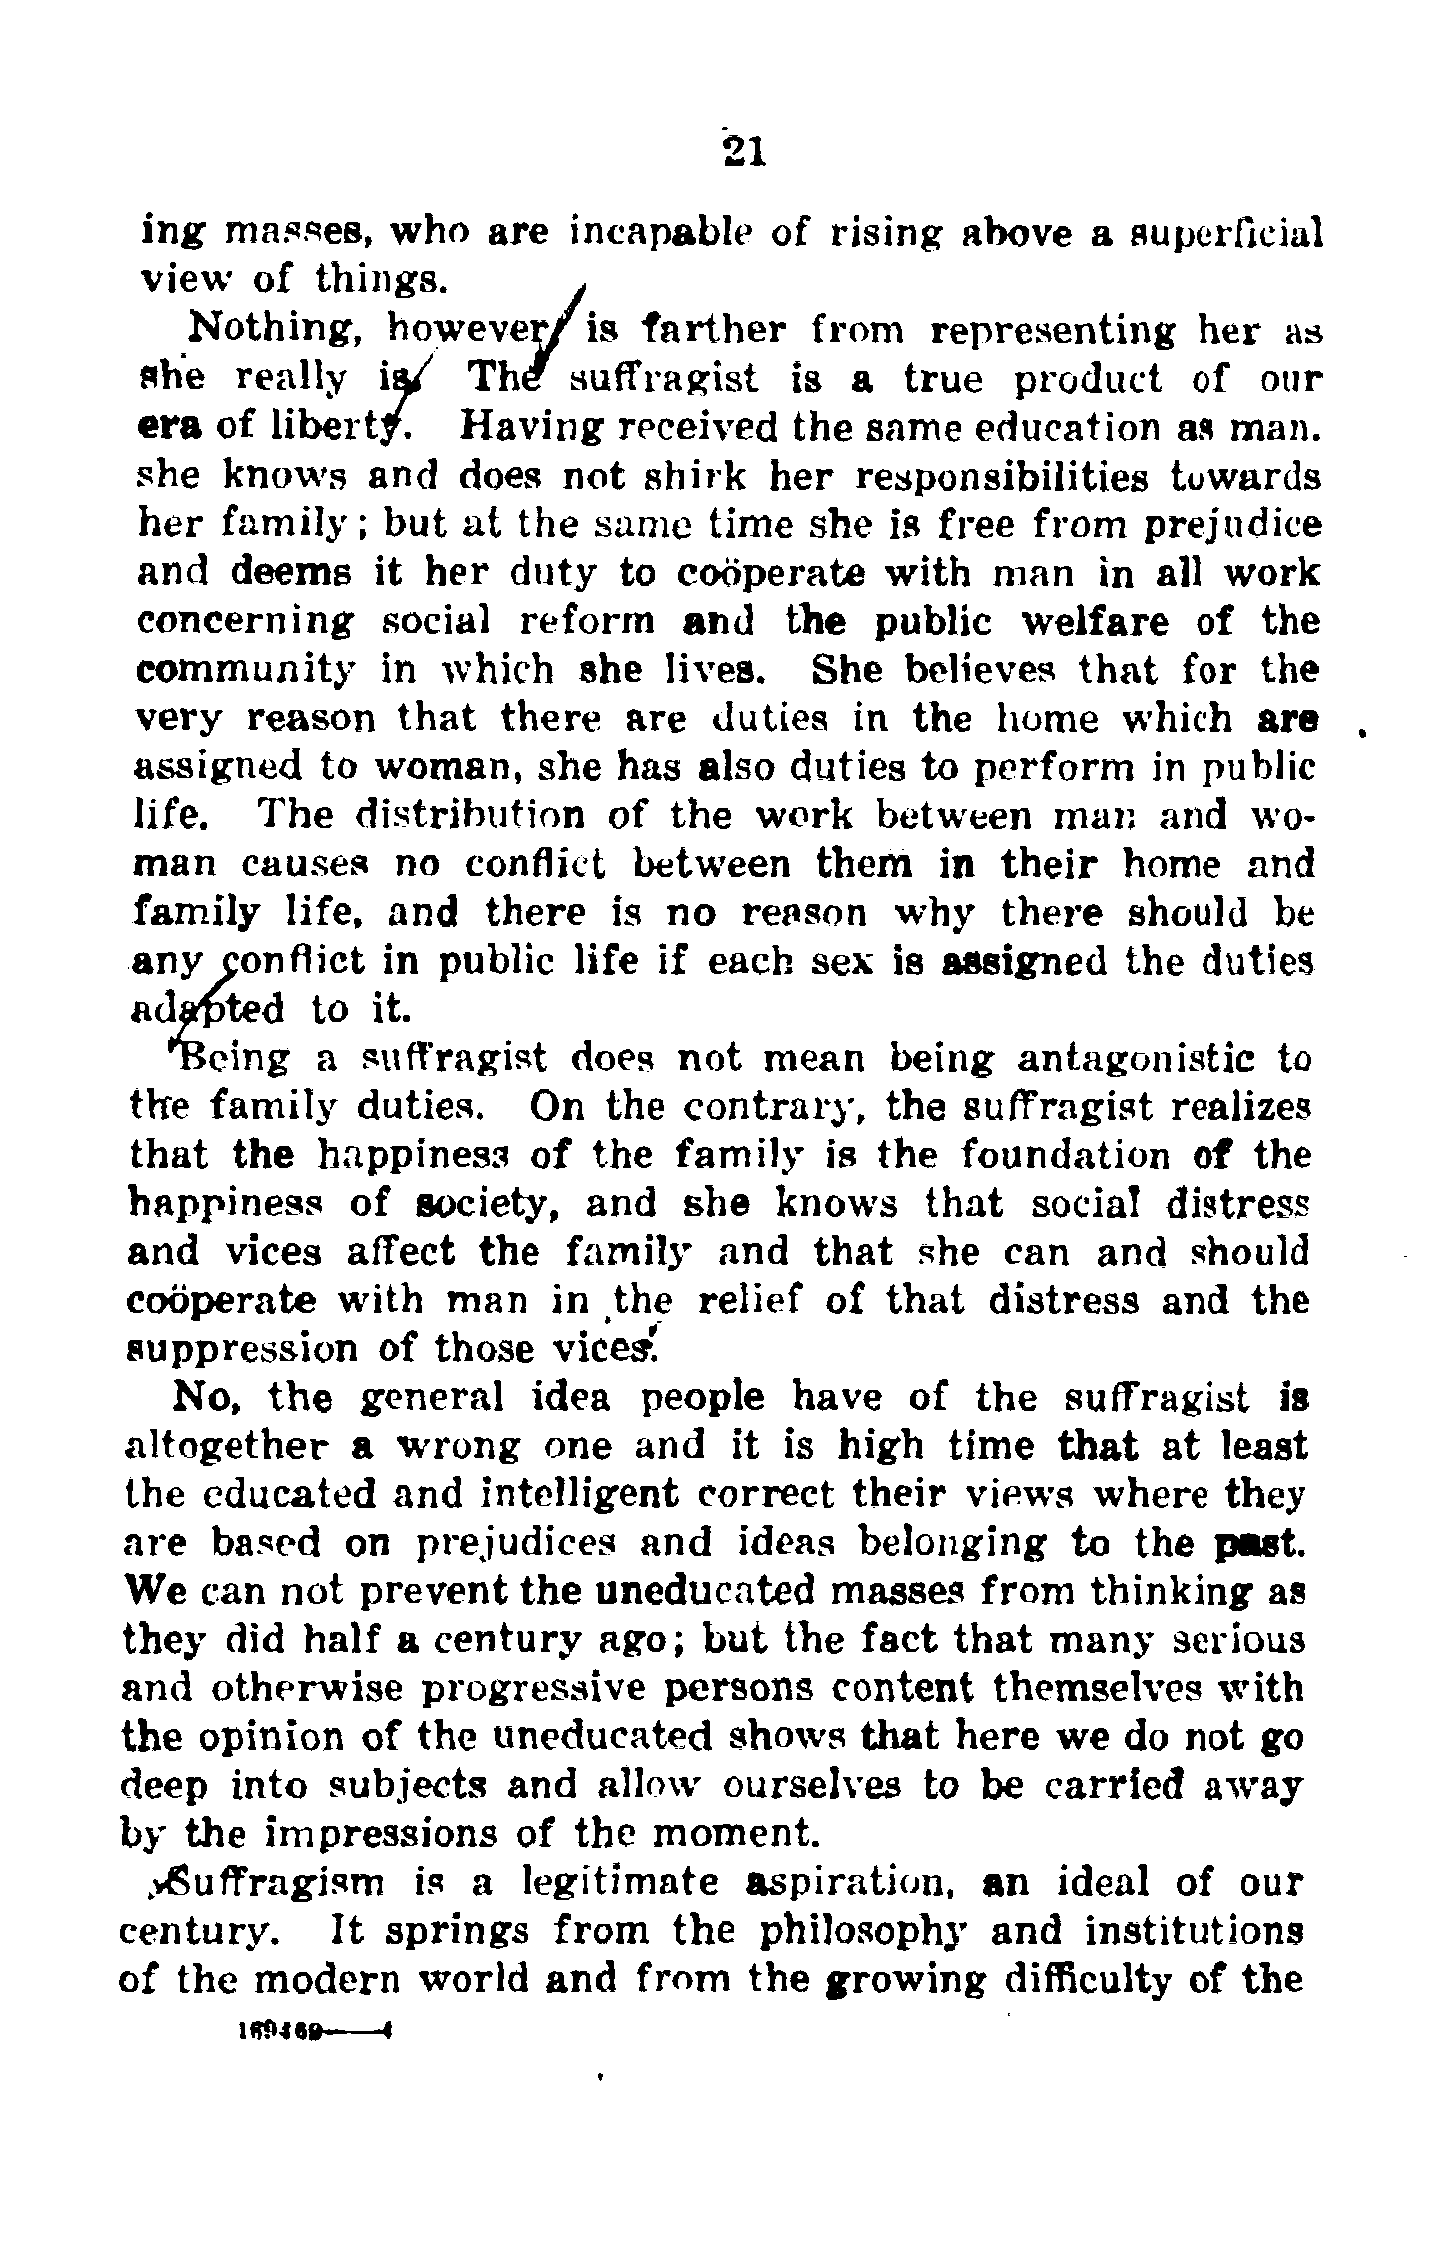 21
ing masses, who are incapable of rising above a superficial
view of things.
Nothing, however, is farther from representing her as
she really is. The suffragist is a true product of our
era of liberty. Having received the same education as man.
she knows and does not shirk her responsibilities towards
her family; but at the same time she is free from prejudice
and deems it her duty to coöperate with man in all work
concerning social reform and the public welfare of the
community in which she lives. She believes that for the
very reason that there are duties in the home which are
assigned to woman, she has also duties to perform in public
life. The distribution of the work between man and wo-
man causes no conflict between them in their home and
family life, and there is no reason why there should be
any conflict in public life if each sex is assigned the duties
adapted to it.
Being a suffragist does not mean being antagonistic to
the family duties. On the contrary, the suffragist realizes
that the happiness of the family is the foundation of the
happiness of society, and she knows that social distress
and vices affect the family and that she can and should
coöperate with man in the relief of that distress and the
suppression of those vices.
No, the general idea people have of the suffragist is
altogether a wrong one and it is high time that at least
the educated and intelligent correct their views where they
are based on prejudices and ideas belonging to the past.
We can not prevent the uneducated masses from thinking as
they did half a century ago; but the fact that many serious
and otherwise progressive persons content themselves with
the opinion of the uneducated shows that here we do not go
deep into subjects and allow ourselves to be carried away
by the impressions of the moment.
Suffragism is a legitimate aspiration, an ideal of our
century. It springs from the philosophy and institutions
of the modern world and from the growing difficulty of the
169469——4